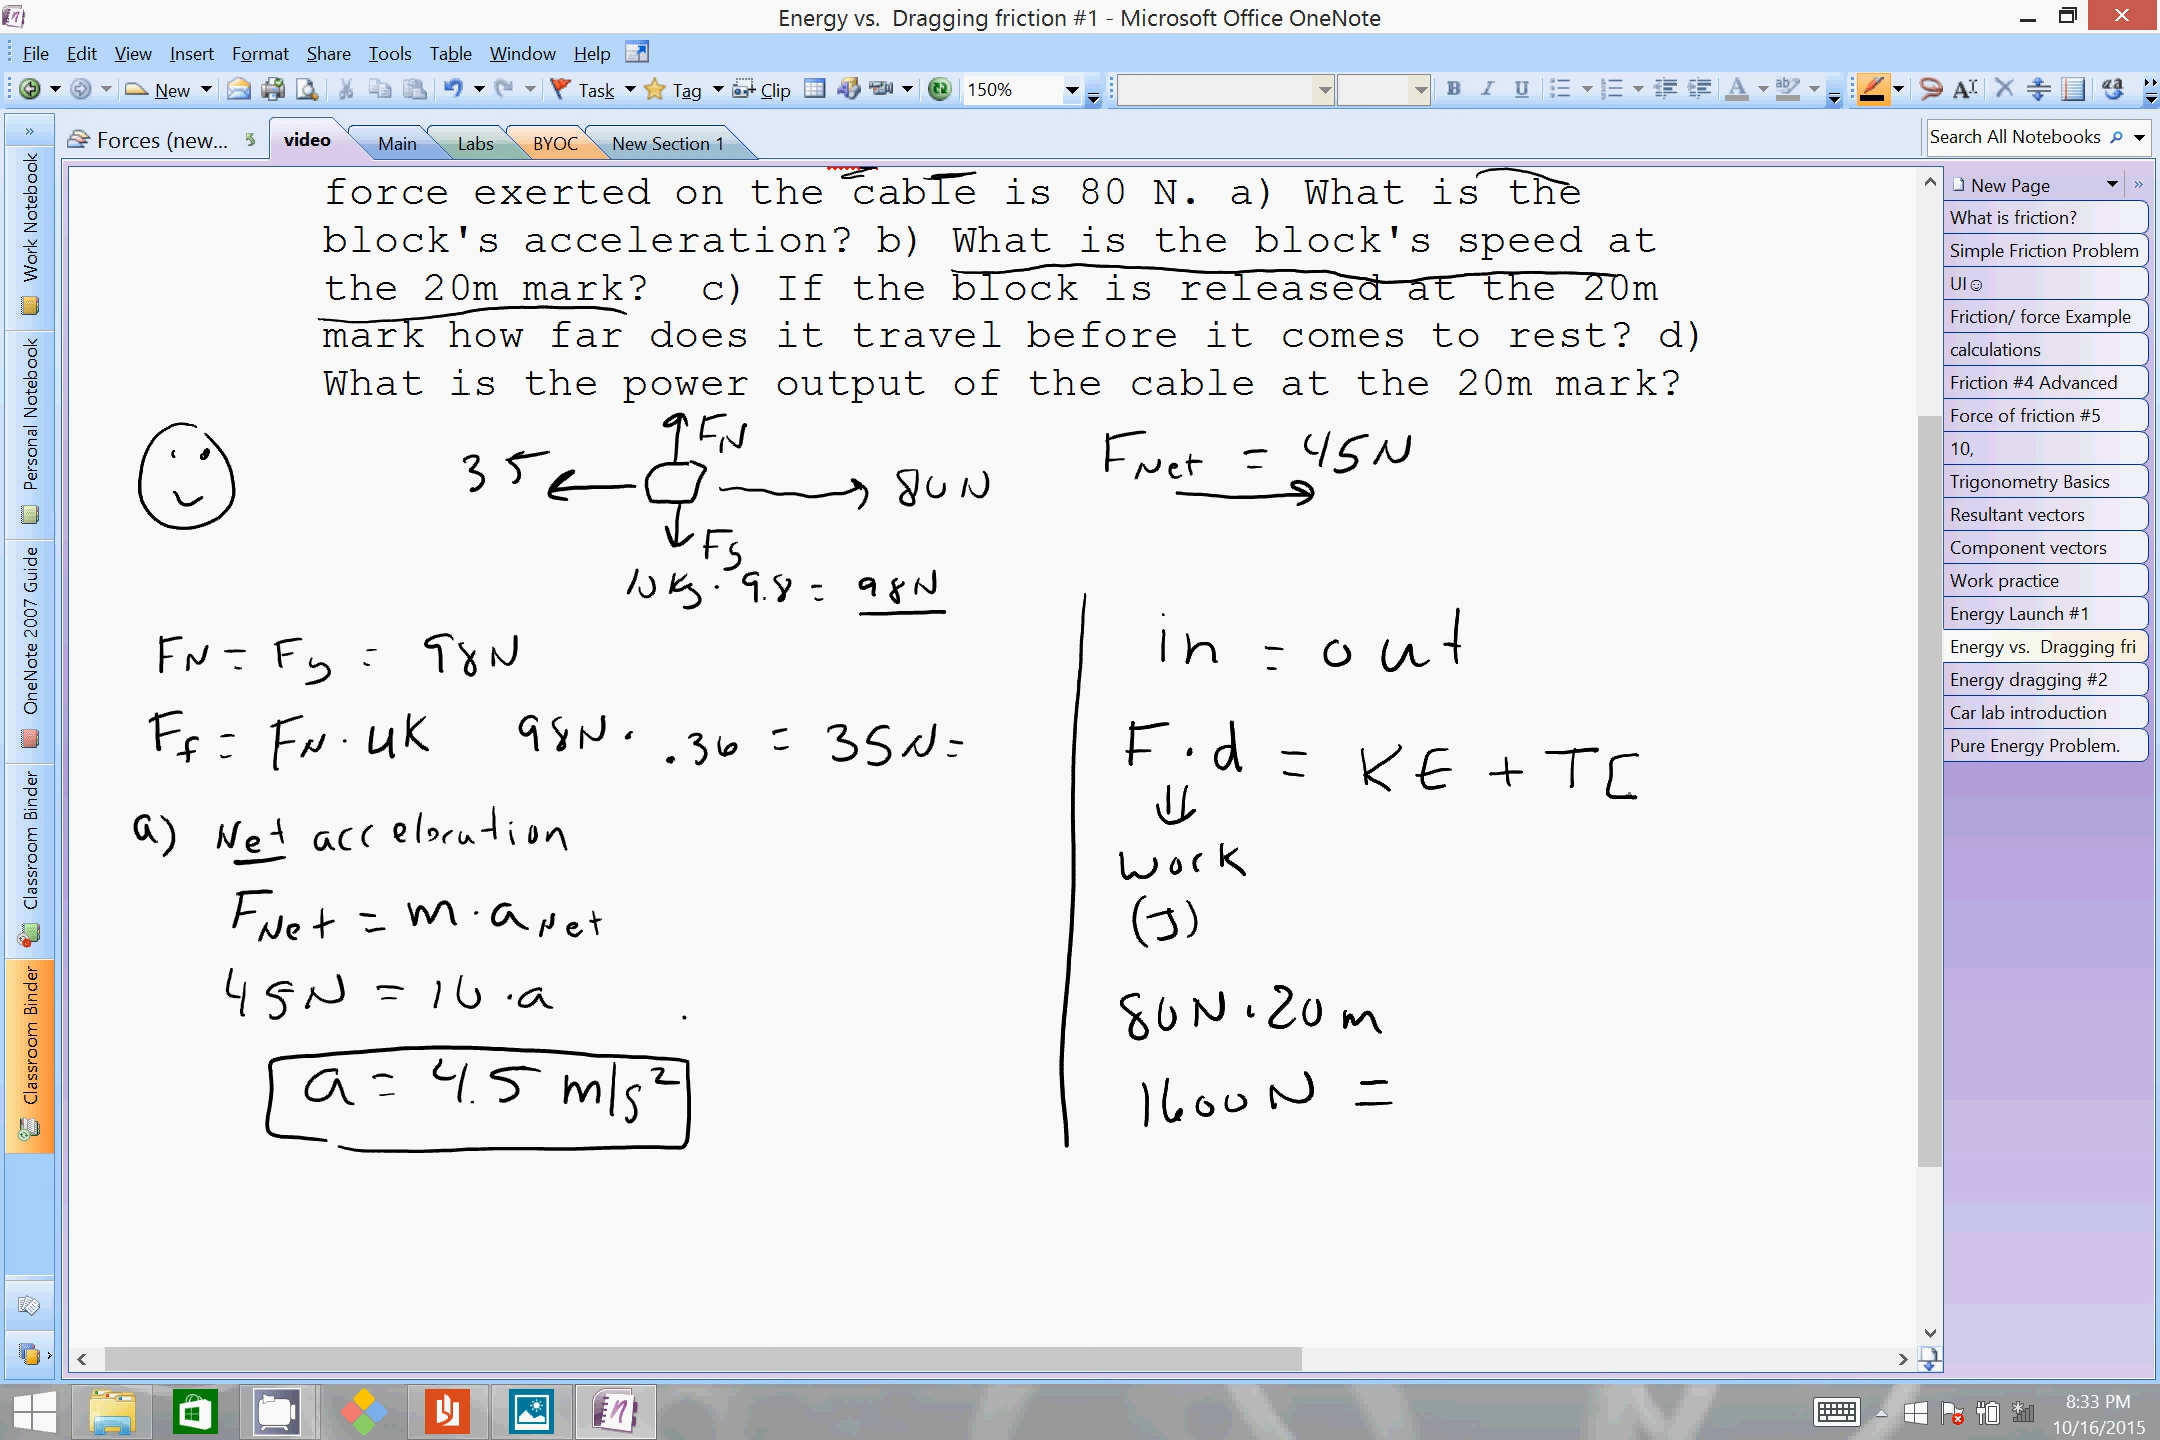 Energy vs. Dragging friction #1 - Microsoft Office OneNote
File Edit View Insert Format Share Tools Table Window Help
New Task Tag Clip 150% B I U
Forces (new... video Main Labs BYOC New Section 1
Search All Notebooks
Work Notebook
Personal Notebook
OneNote 2007 Guide
Classroom Binder
Classroom Binder
force exerted on the cable is 80 N. a) What is the
block's acceleration? b) What is the block's speed at
the 20m mark? c) If the block is released at the 20m
mark how far does it travel before it comes to rest? d)
What is the power output of the cable at the 20m mark?
FN
35 80N
Fg
10kg · 9.8 = 98N
FNet = 45N
FN = Fg = 98N
Ff = FN · uK 98N · .36 = 35N=
a) Net acceloration
FNet = m · aNet
45N = 10 · a
a = 4.5 m/s²
in = out
F · d = KE + TE
Work
(J)
80N · 20m
1600N =
New Page
What is friction?
Simple Friction Problem
UI☺
Friction/ force Example
calculations
Friction #4 Advanced
Force of friction #5
10,
Trigonometry Basics
Resultant vectors
Component vectors
Work practice
Energy Launch #1
Energy vs. Dragging fri
Energy dragging #2
Car lab introduction
Pure Energy Problem.
8:33 PM
10/16/2015